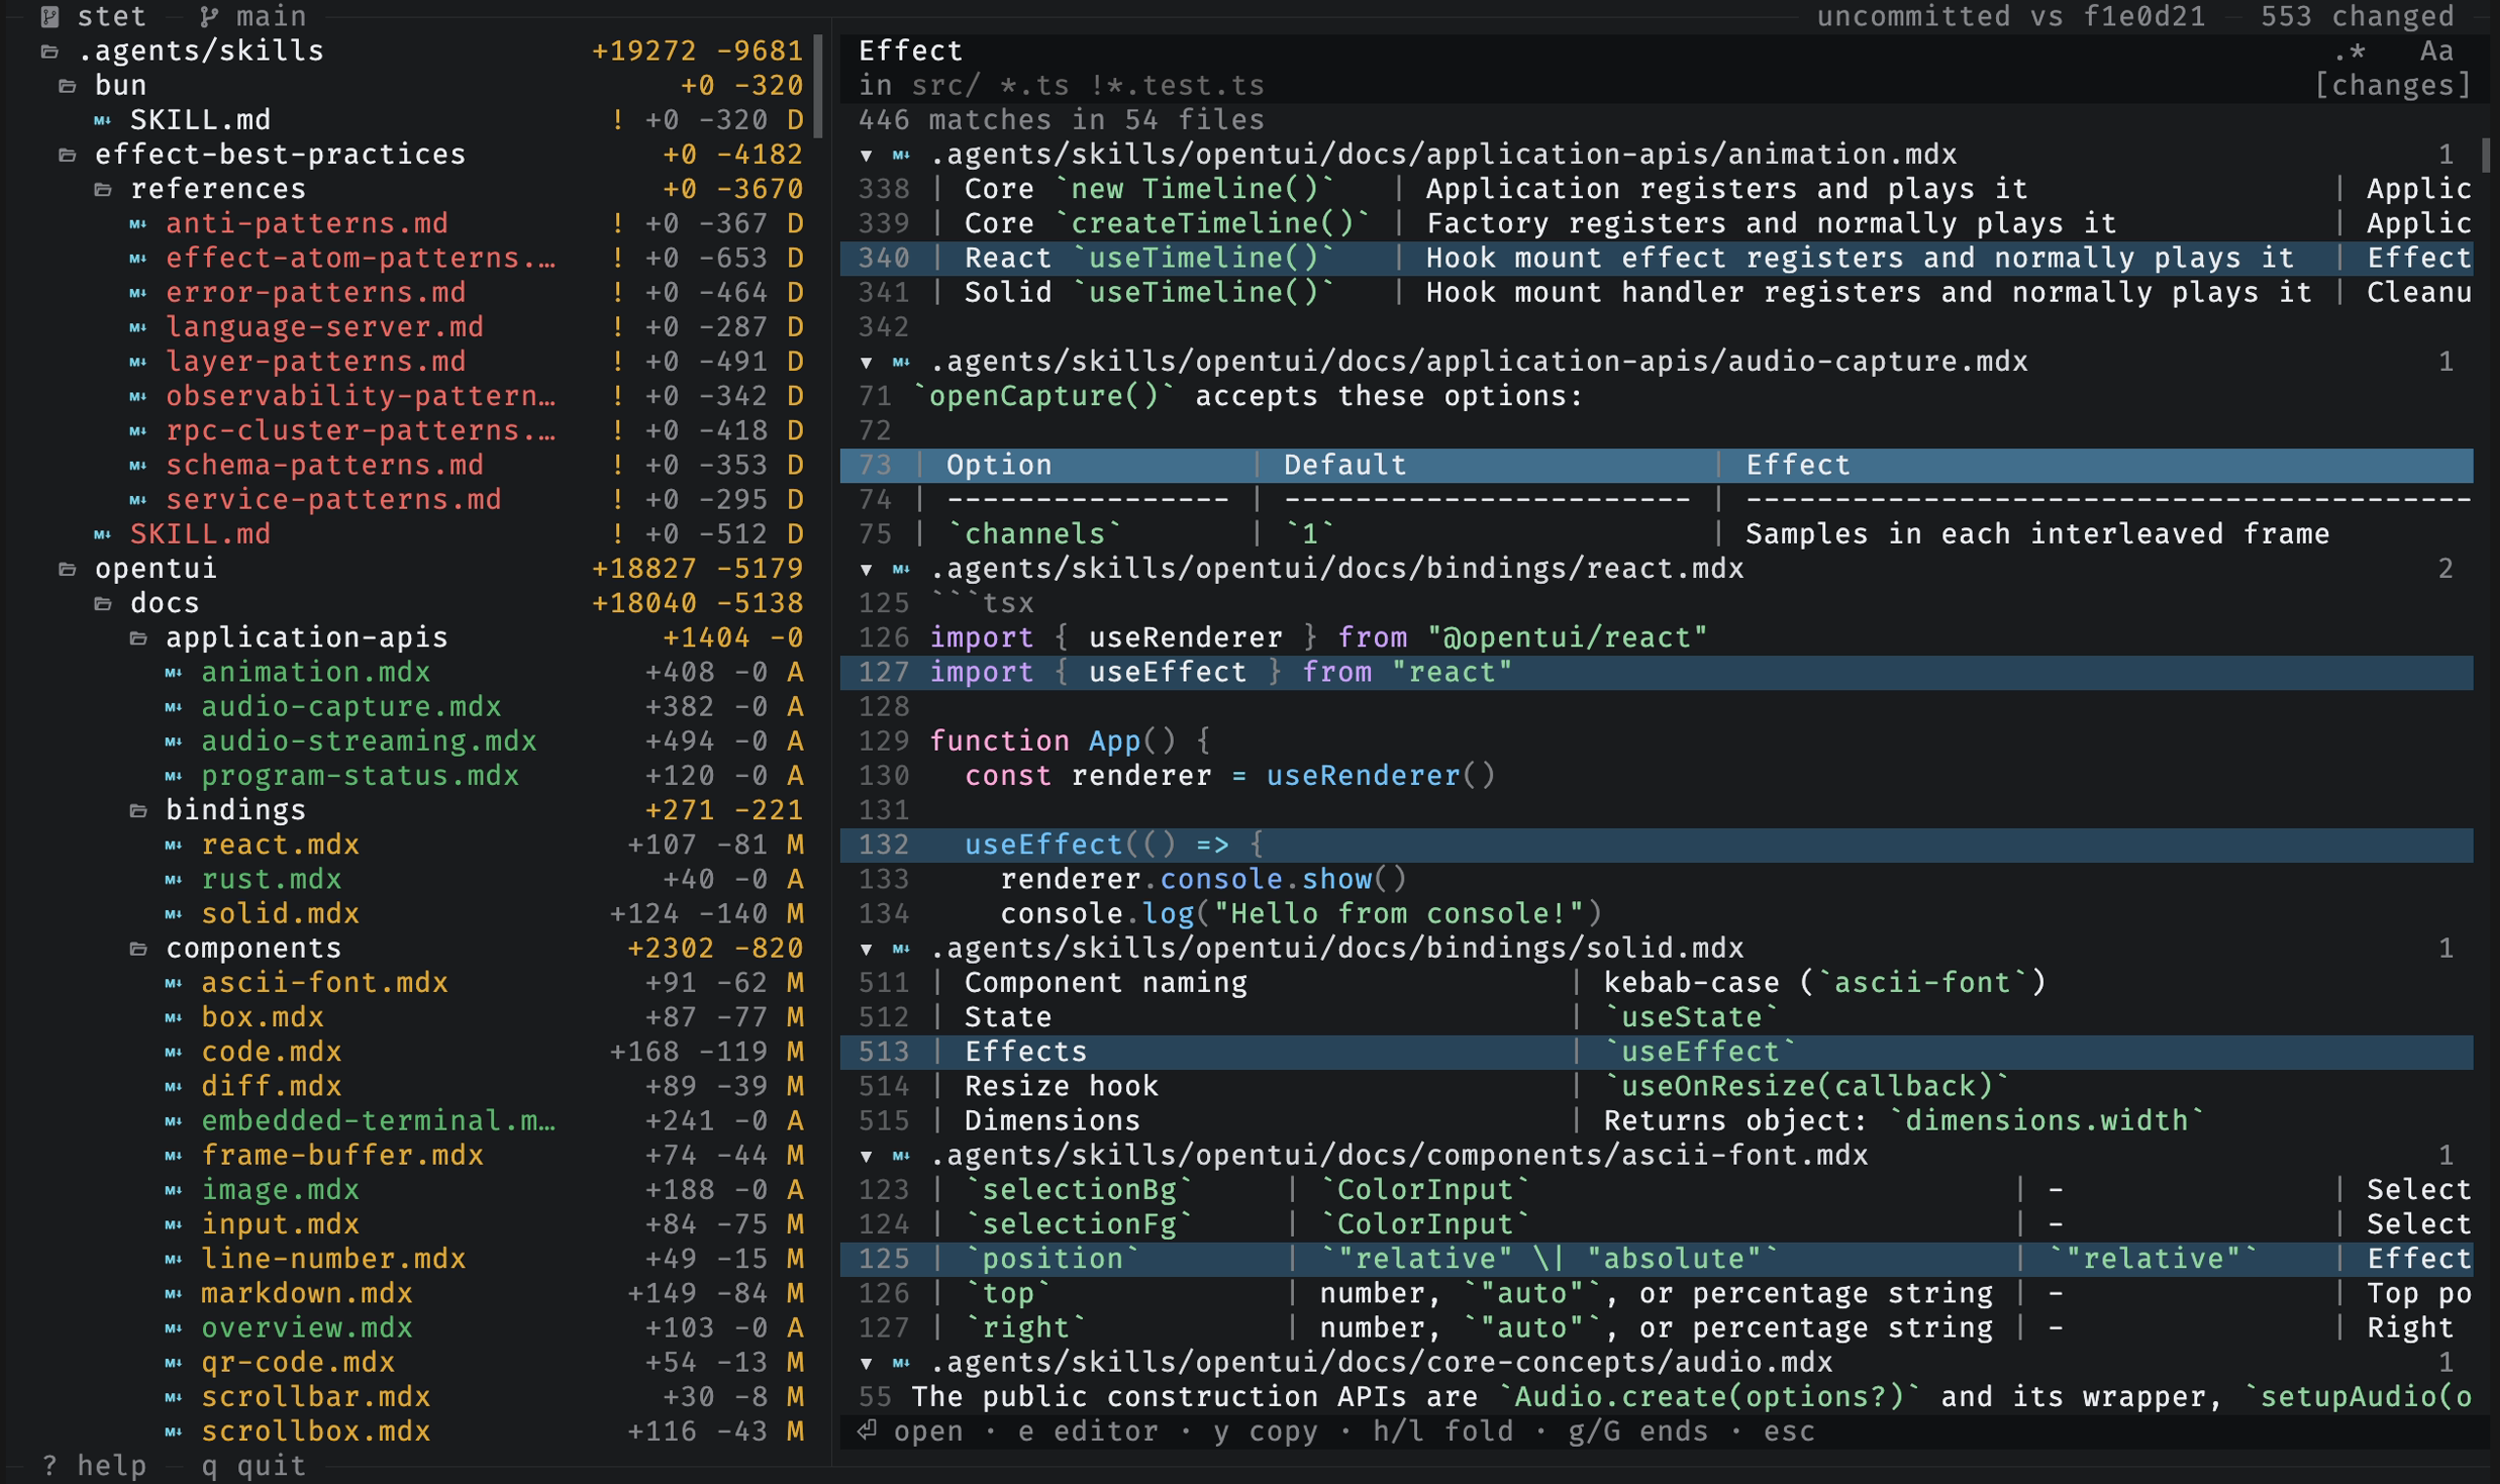 stet main
.agents/skills +19272 -9681
bun +0 -320
M↓ SKILL.md ! +0 -320 D
effect-best-practices +0 -4182
references +0 -3670
M↓ anti-patterns.md ! +0 -367 D
M↓ effect-atom-patterns.… ! +0 -653 D
M↓ error-patterns.md ! +0 -464 D
M↓ language-server.md ! +0 -287 D
M↓ layer-patterns.md ! +0 -491 D
M↓ observability-pattern… ! +0 -342 D
M↓ rpc-cluster-patterns.… ! +0 -418 D
M↓ schema-patterns.md ! +0 -353 D
M↓ service-patterns.md ! +0 -295 D
M↓ SKILL.md ! +0 -512 D
opentui +18827 -5179
docs +18040 -5138
application-apis +1404 -0
M↓ animation.mdx +408 -0 A
M↓ audio-capture.mdx +382 -0 A
M↓ audio-streaming.mdx +494 -0 A
M↓ program-status.mdx +120 -0 A
bindings +271 -221
M↓ react.mdx +107 -81 M
M↓ rust.mdx +40 -0 A
M↓ solid.mdx +124 -140 M
components +2302 -820
M↓ ascii-font.mdx +91 -62 M
M↓ box.mdx +87 -77 M
M↓ code.mdx +168 -119 M
M↓ diff.mdx +89 -39 M
M↓ embedded-terminal.m… +241 -0 A
M↓ frame-buffer.mdx +74 -44 M
M↓ image.mdx +188 -0 A
M↓ input.mdx +84 -75 M
M↓ line-number.mdx +49 -15 M
M↓ markdown.mdx +149 -84 M
M↓ overview.mdx +103 -0 A
M↓ qr-code.mdx +54 -13 M
M↓ scrollbar.mdx +30 -8 M
M↓ scrollbox.mdx +116 -43 M
? help q quit
uncommitted vs f1e0d21 553 changed
Effect .* Aa
in src/ *.ts !*.test.ts [changes]
446 matches in 54 files
▼ M↓ .agents/skills/opentui/docs/application-apis/animation.mdx 1
338 | Core `new Timeline()` | Application registers and plays it | Applic
339 | Core `createTimeline()` | Factory registers and normally plays it | Applic
340 | React `useTimeline()` | Hook mount effect registers and normally plays it | Effect
341 | Solid `useTimeline()` | Hook mount handler registers and normally plays it | Cleanu
342
▼ M↓ .agents/skills/opentui/docs/application-apis/audio-capture.mdx 1
71 `openCapture()` accepts these options:
72
73 | Option | Default | Effect
74 | ---------------- | ----------------------- | -----------------------------------------
75 | `channels` | `1` | Samples in each interleaved frame
▼ M↓ .agents/skills/opentui/docs/bindings/react.mdx 2
125 ```tsx
126 import { useRenderer } from "@opentui/react"
127 import { useEffect } from "react"
128
129 function App() {
130 const renderer = useRenderer()
131
132 useEffect(() => {
133 renderer.console.show()
134 console.log("Hello from console!")
▼ M↓ .agents/skills/opentui/docs/bindings/solid.mdx 1
511 | Component naming | kebab-case (`ascii-font`)
512 | State | `useState`
513 | Effects | `useEffect`
514 | Resize hook | `useOnResize(callback)`
515 | Dimensions | Returns object: `dimensions.width`
▼ M↓ .agents/skills/opentui/docs/components/ascii-font.mdx 1
123 | `selectionBg` | `ColorInput` | - | Select
124 | `selectionFg` | `ColorInput` | - | Select
125 | `position` | `"relative" \| "absolute"` | `"relative"` | Effect
126 | `top` | number, `"auto"`, or percentage string | - | Top po
127 | `right` | number, `"auto"`, or percentage string | - | Right
▼ M↓ .agents/skills/opentui/docs/core-concepts/audio.mdx 1
55 The public construction APIs are `Audio.create(options?)` and its wrapper, `setupAudio(o
⏎ open · e editor · y copy · h/l fold · g/G ends · esc